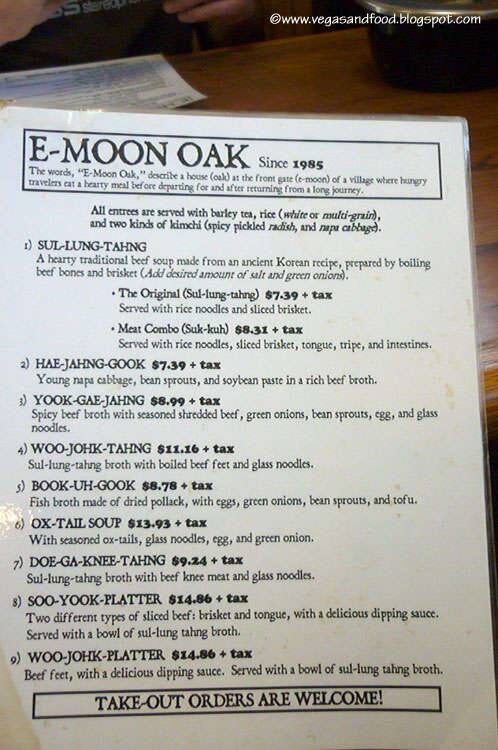 ©www.vegasandfood.blogspot.com
E-MOON OAK Since 1985
The words, "E-Moon Oak," describe a house (oak) at the front gate (e-moon) of a village where hungry
travelers eat a hearty meal before departing for and after returning from a long journey.
All entrees are served with barley tea, rice (white or multi-grain),
and two kinds of kimchi (spicy pickled radish, and napa cabbage).
1) SUL-LUNG-TAHNG
A hearty traditional beef soup made from an ancient Korean recipe, prepared by boiling
beef bones and brisket (Add desired amount of salt and green onions).
• The Original (Sul-lung-tahng) $7.39 + tax
Served with rice noodles and sliced brisket.
• Meat Combo (Suk-kuh) $8.31 + tax
Served with rice noodles, sliced brisket, tongue, tripe, and intestines.
2) HAE-JAHNG-GOOK $7.39 + tax
Young napa cabbage, bean sprouts, and soybean paste in a rich beef broth.
3) YOOK-GAE-JAHNG $8.99 + tax
Spicy beef broth with seasoned shredded beef, green onions, bean sprouts, egg, and glass
noodles.
4) WOO-JOHK-TAHNG $11.16 + tax
Sul-lung-tahng broth with boiled beef feet and glass noodles.
5) BOOK-UH-GOOK $8.78 + tax
Fish broth made of dried pollack, with eggs, green onions, bean sprouts, and tofu.
6) OX-TAIL SOUP $13.93 + tax
With seasoned ox-tails, glass noodles, egg, and green onion.
7) DOE-GA-KNEE-TAHNG $9.24 + tax
Sul-lung-tahng broth with beef knee meat and glass noodles.
8) SOO-YOOK-PLATTER $14.86 + tax
Two different types of sliced beef: brisket and tongue, with a delicious dipping sauce.
Served with a bowl of sul-lung tahng broth.
9) WOO-JOHK-PLATTER $14.86 + tax
Beef feet, with a delicious dipping sauce. Served with a bowl of sul-lung tahng broth.
TAKE-OUT ORDERS ARE WELCOME!